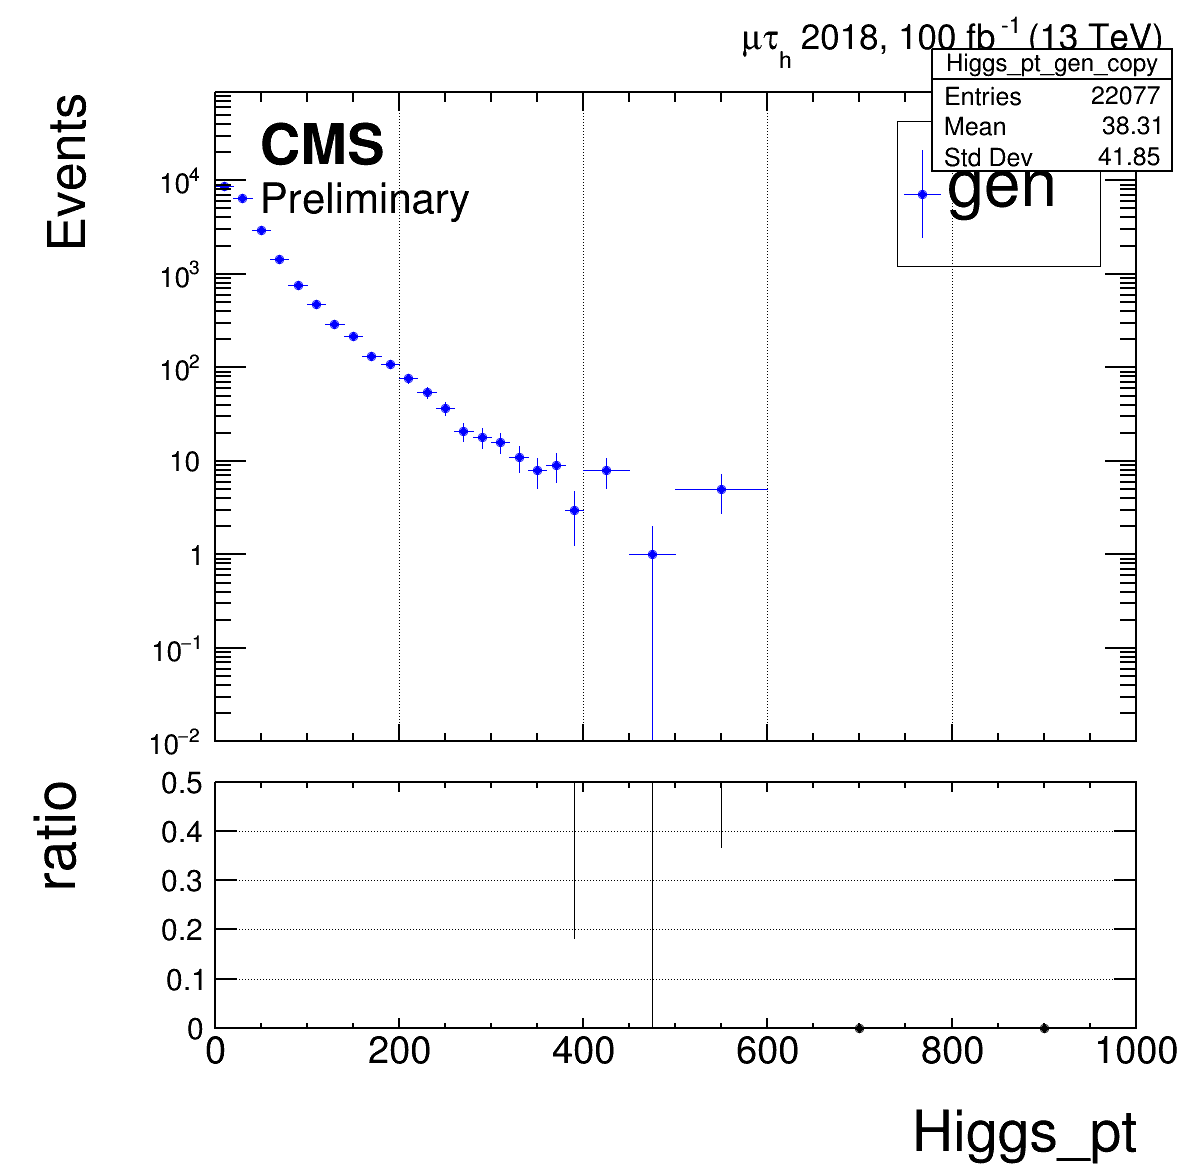 μτh 2018, 100 fb-1 (13 TeV)
Higgs_pt_gen_copy
Entries 22077
Mean 38.31
Std Dev 41.85
Events
CMS
Preliminary
gen
10^4
10^3
10^2
10
1
10^−1
10^−2
ratio
0.5
0.4
0.3
0.2
0.1
0
0 200 400 600 800 1000
Higgs_pt